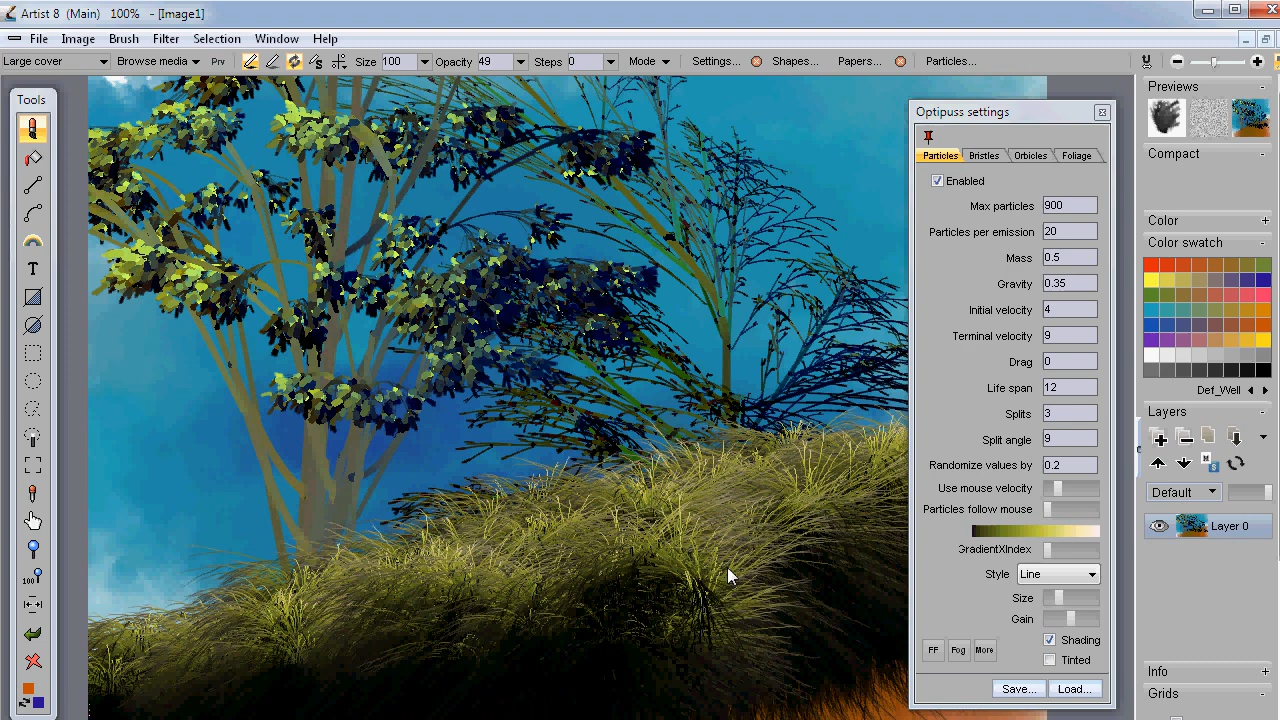 Artist 8 (Main) 100% - [Image1]
File Image Brush Filter Selection Window Help
Large cover Browse media Prv Size 100 Opacity 49 Steps 0 Mode Settings... Shapes... Papers... Particles...
Tools
T
100
Optipuss settings
Particles Bristles Orbicles Foliage
Enabled
Max particles 900
Particles per emission 20
Mass 0.5
Gravity 0.35
Initial velocity 4
Terminal velocity 9
Drag 0
Life span 12
Splits 3
Split angle 9
Randomize values by 0.2
Use mouse velocity
Particles follow mouse
GradientXIndex
Style Line
Size
Gain
Shading
FF Fog More
Tinted
Save... Load...
Previews -
Compact -
Color +
Color swatch -
Def_Well
Layers -
M
S
Default
Layer 0
Info +
Grids -